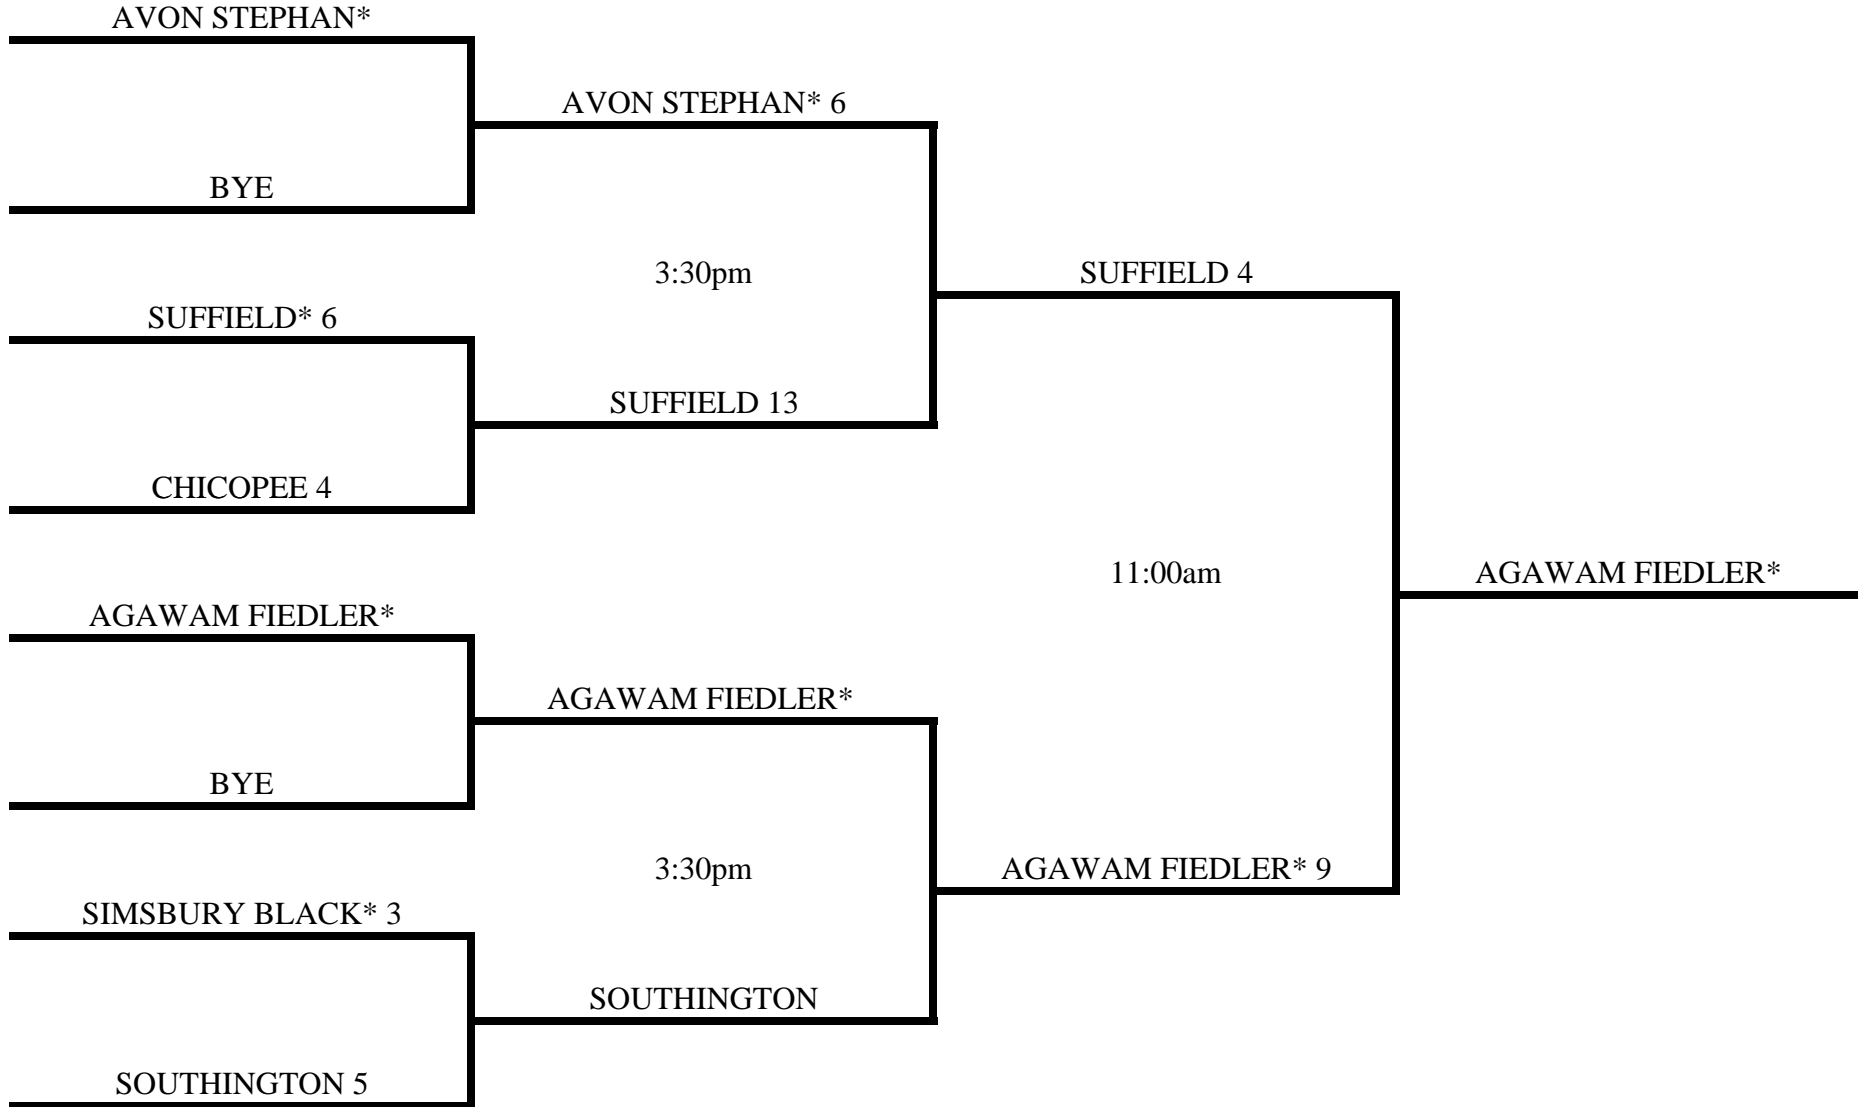 AVON STEPHAN*
AVON STEPHAN* 6
BYE
3:30pm
SUFFIELD 4
SUFFIELD* 6
SUFFIELD 13
CHICOPEE 4
11:00am
AGAWAM FIEDLER*
AGAWAM FIEDLER*
AGAWAM FIEDLER*
BYE
3:30pm
AGAWAM FIEDLER* 9
SIMSBURY BLACK* 3
SOUTHINGTON
SOUTHINGTON 5